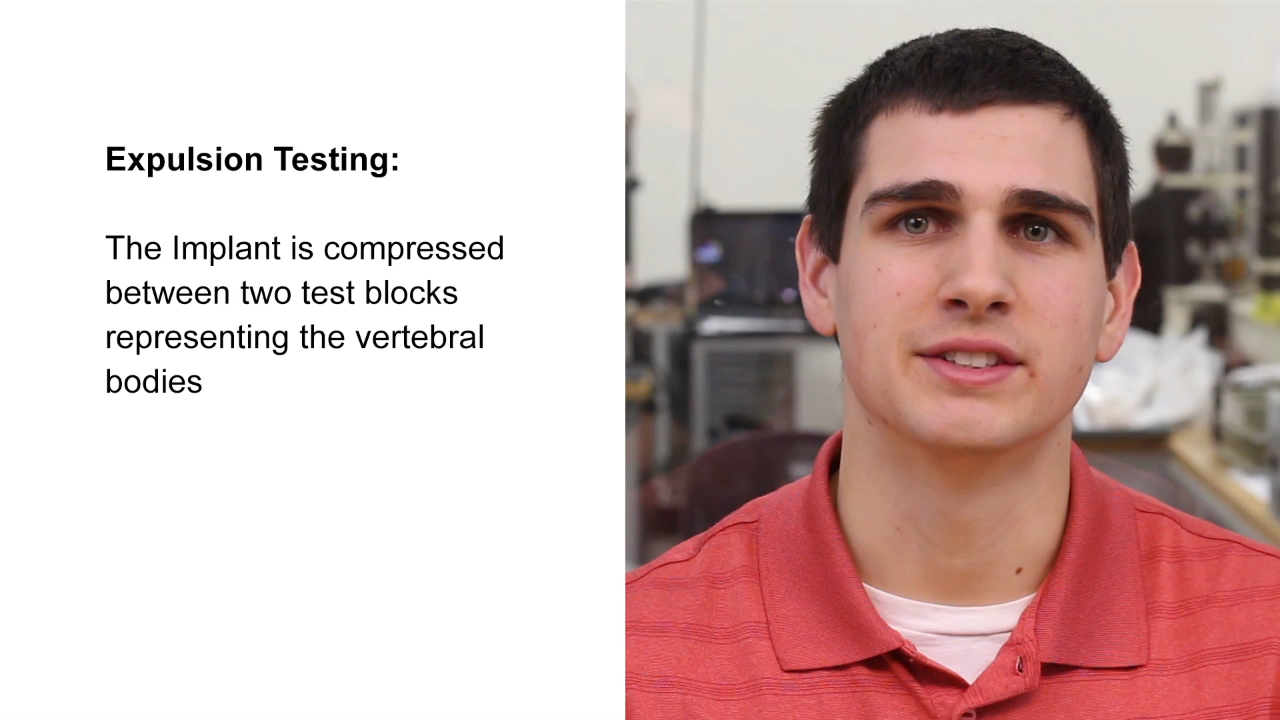 Expulsion Testing:
The Implant is compressed
between two test blocks
representing the vertebral
bodies